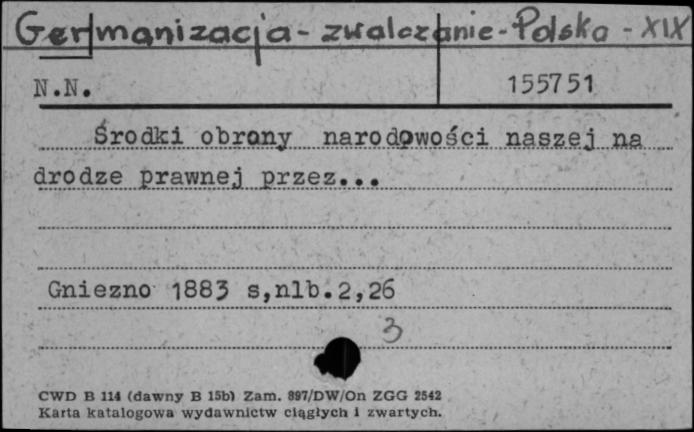 Germanizacja - zwalczanie - Polska - XIX
N.N.
155751
Środki obrony narodowości naszej na
drodze prawnej przez...
Gniezno 1883 s,nlb.2,26
3
CWD B 114 (dawny B 15b) Zam. 897/DW/On ZGG 2542
Karta katalogowa wydawnictw ciągłych i zwartych.